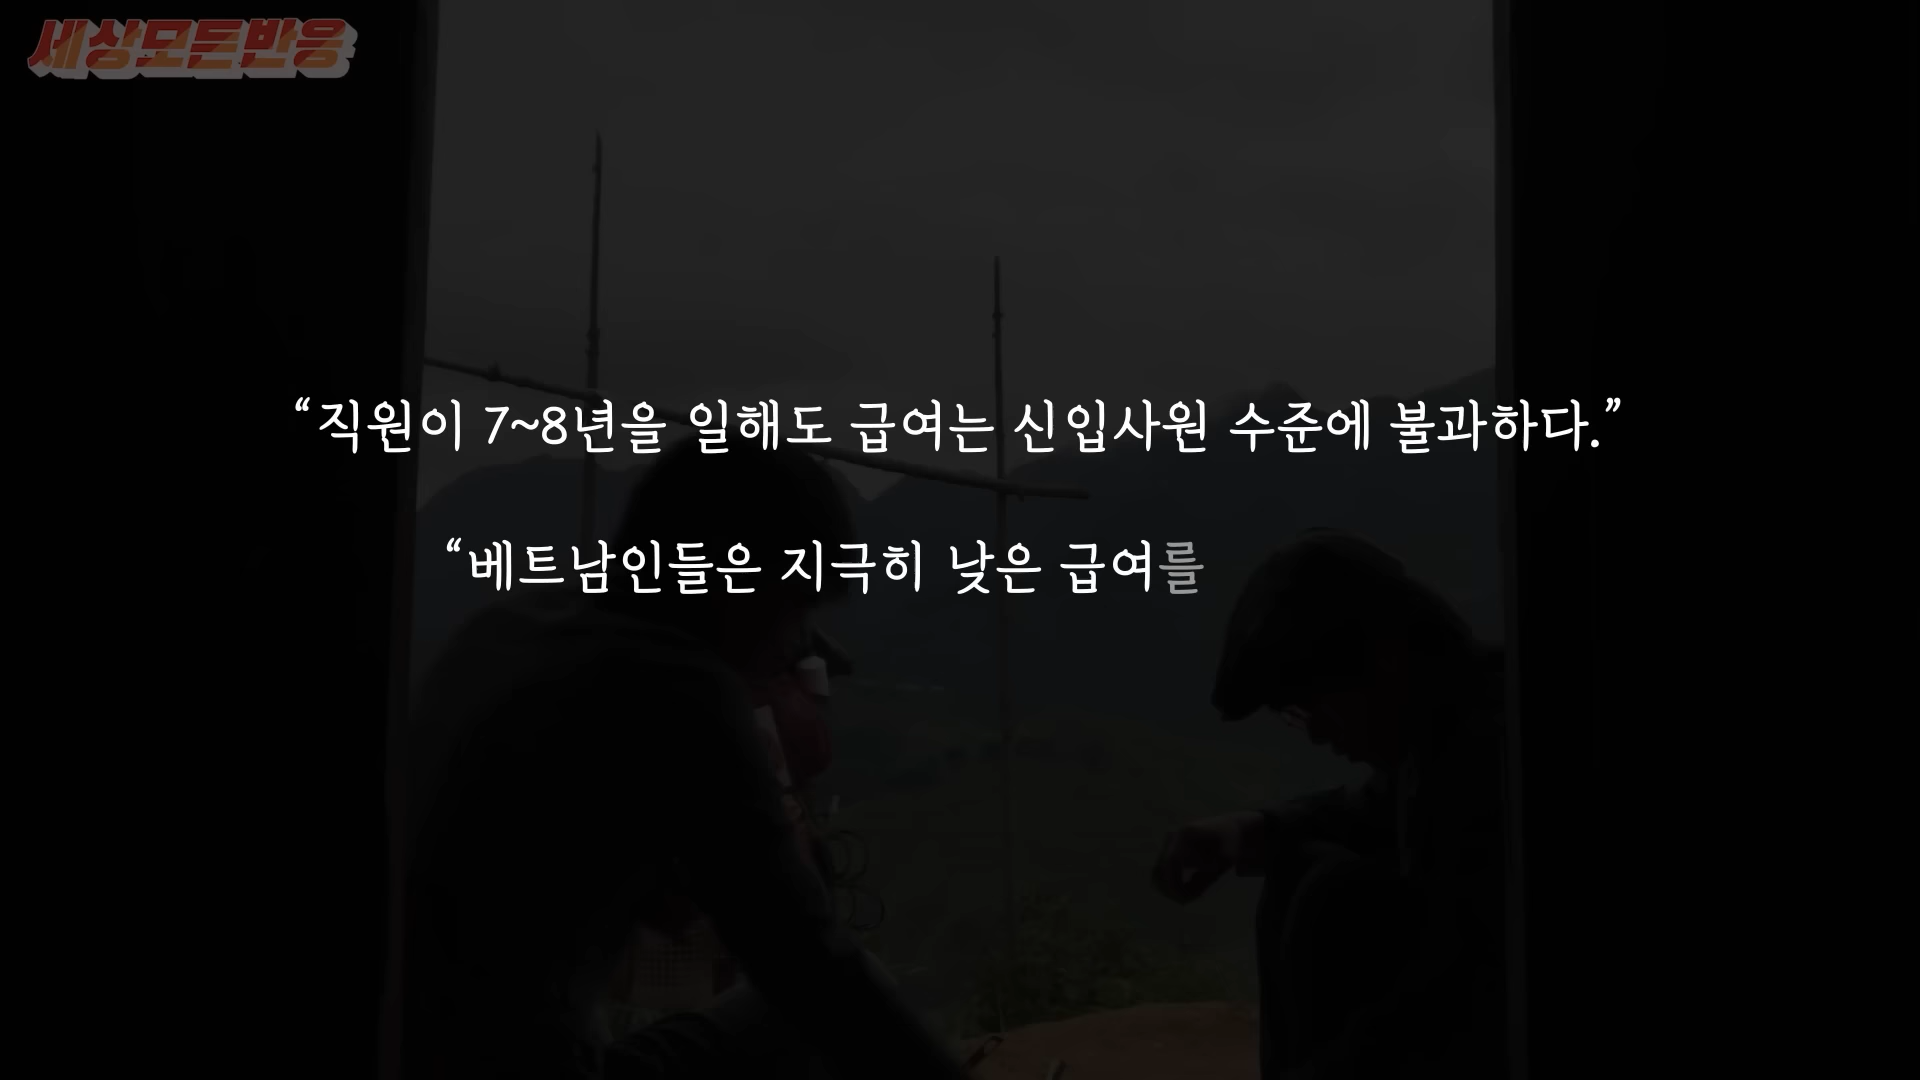 세상모든반응
“직원이 7~8년을 일해도 급여는 신입사원 수준에 불과하다.”
“베트남인들은 지극히 낮은 급여를